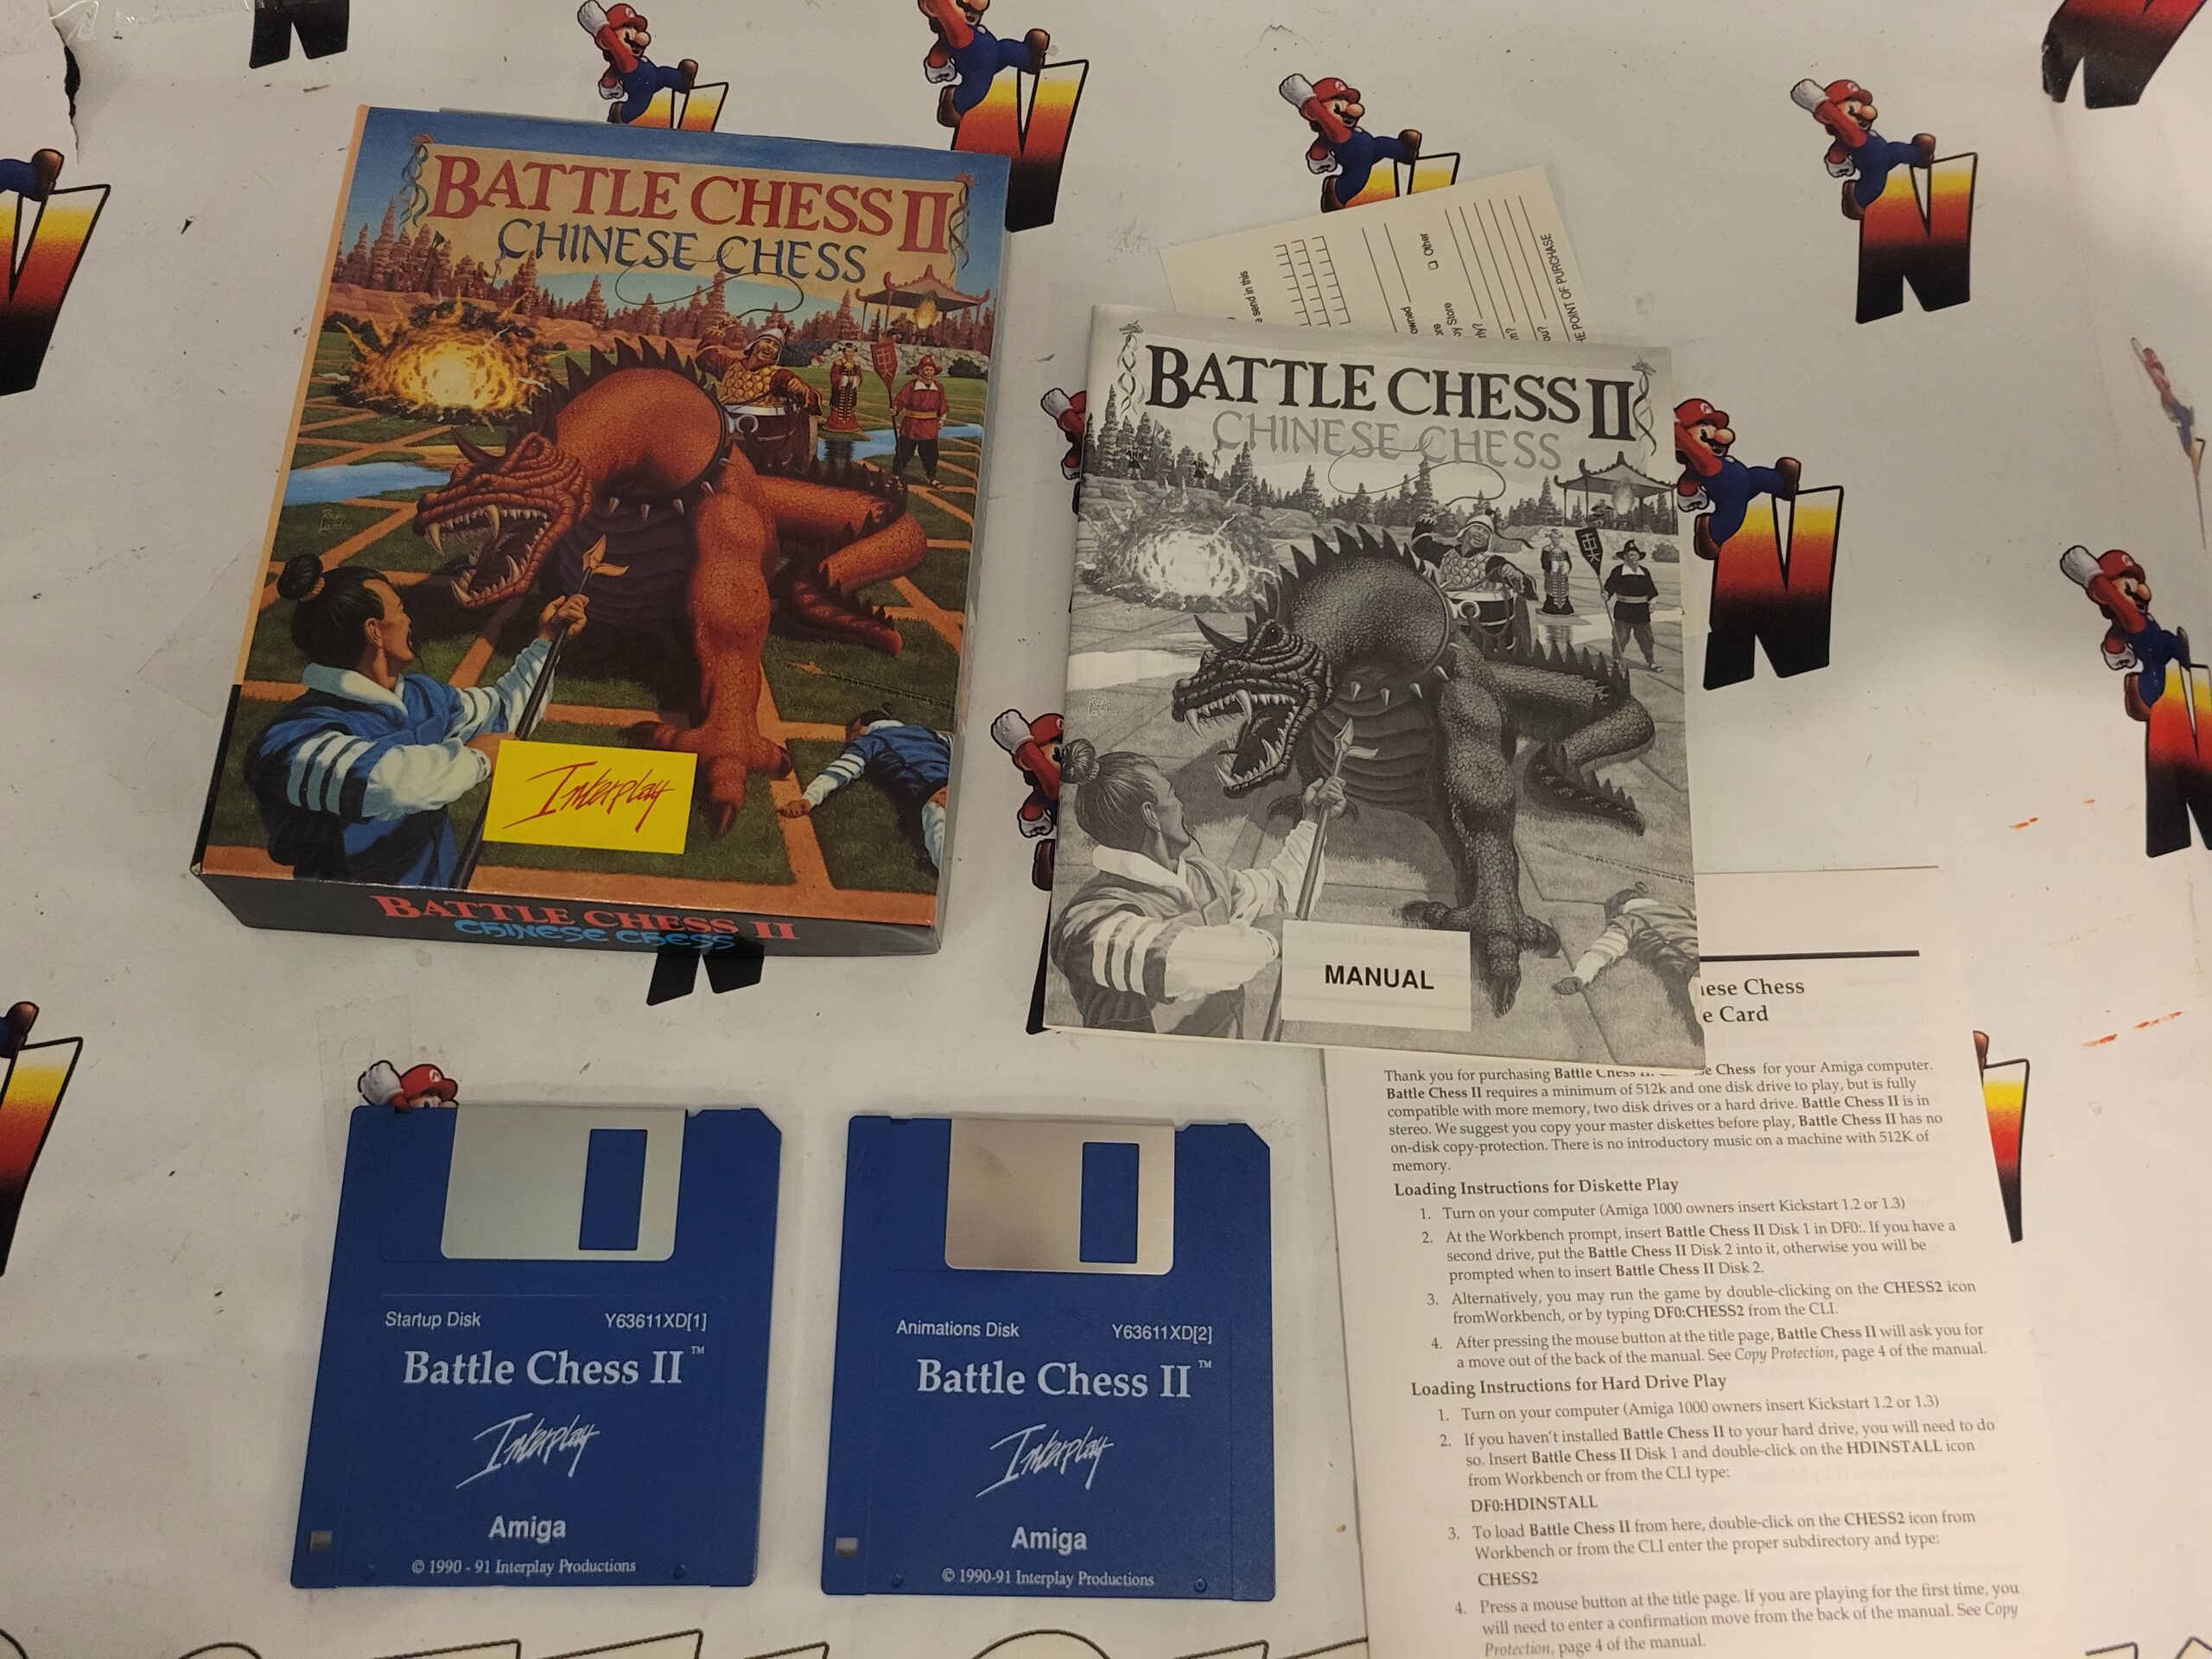 BATTLE CHESS II
CHINESE CHESS
Interplay
BATTLE CHESS II
CHINESE CHESS
e send in this
owned
Other
by Store
HE POINT OF PURCHASE
BATTLE CHESS II
CHINESE CHESS
MANUAL
Startup Disk Y63611XD[1]
Battle Chess II™
Interplay
Amiga
© 1990 - 91 Interplay Productions
Animations Disk Y63611XD[2]
Battle Chess II™
Interplay
Amiga
© 1990-91 Interplay Productions
ese Chess
e Card
Thank you for purchasing Battle Chess II: se Chess for your Amiga computer.
Battle Chess II requires a minimum of 512k and one disk drive to play, but is fully
compatible with more memory, two disk drives or a hard drive. Battle Chess II is in
stereo. We suggest you copy your master diskettes before play, Battle Chess II has no
on-disk copy-protection. There is no introductory music on a machine with 512K of
memory.
Loading Instructions for Diskette Play
1. Turn on your computer (Amiga 1000 owners insert Kickstart 1.2 or 1.3)
2. At the Workbench prompt, insert Battle Chess II Disk 1 in DF0:. If you have a
second drive, put the Battle Chess II Disk 2 into it, otherwise you will be
prompted when to insert Battle Chess II Disk 2.
3. Alternatively, you may run the game by double-clicking on the CHESS2 icon
fromWorkbench, or by typing DF0:CHESS2 from the CLI.
4. After pressing the mouse button at the title page, Battle Chess II will ask you for
a move out of the back of the manual. See Copy Protection, page 4 of the manual.
Loading Instructions for Hard Drive Play
1. Turn on your computer (Amiga 1000 owners insert Kickstart 1.2 or 1.3)
2. If you haven't installed Battle Chess II to your hard drive, you will need to do
so. Insert Battle Chess II Disk 1 and double-click on the HDINSTALL icon
from Workbench or from the CLI type:
DF0:HDINSTALL
3. To load Battle Chess II from here, double-click on the CHESS2 icon from
Workbench or from the CLI enter the proper subdirectory and type:
CHESS2
4. Press a mouse button at the title page. If you are playing for the first time, you
will need to enter a confirmation move from the back of the manual. See Copy
Protection, page 4 of the manual.